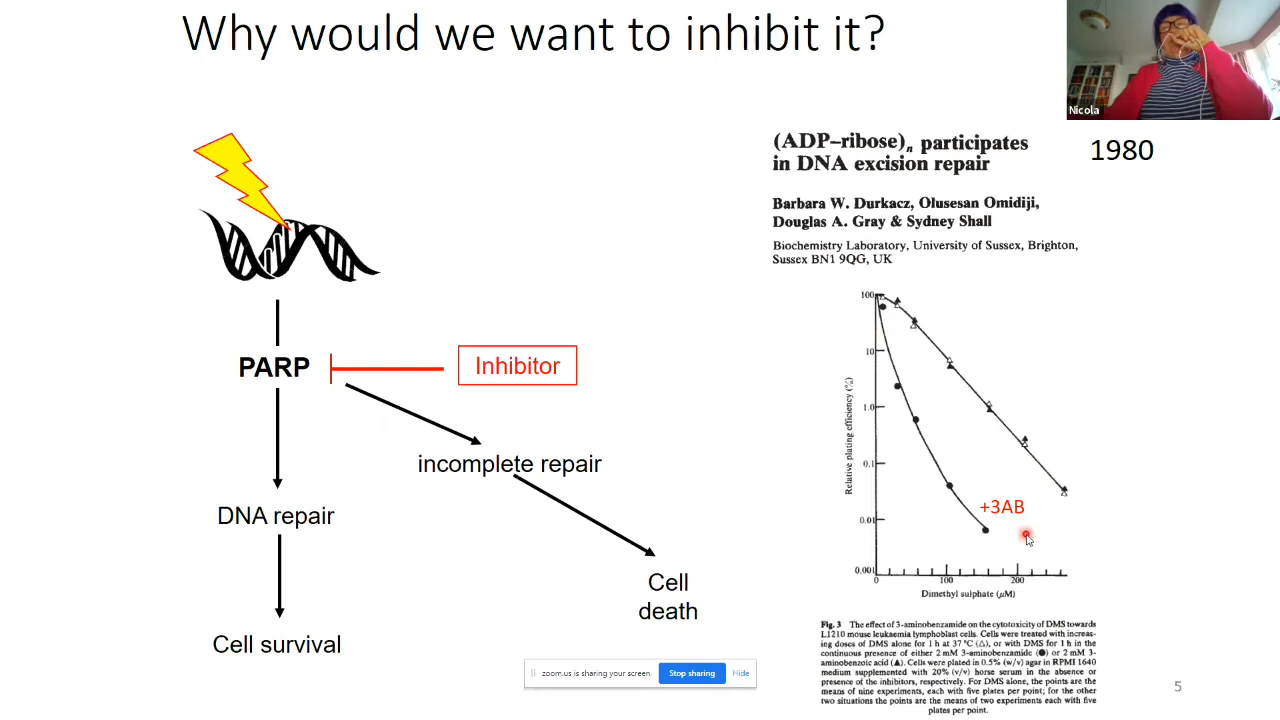 Why would we want to inhibit it?
Nicola
(ADP–ribose)n participates
in DNA excision repair
1980
Barbara W. Durkacz, Olusesan Omidiji,
Douglas A. Gray & Sydney Shall
Biochemistry Laboratory, University of Sussex, Brighton,
Sussex BN1 9QG, UK
PARP
Inhibitor
incomplete repair
DNA repair
Cell
death
Cell survival
100
10
1.0
0.1
0.01
0.001
Relative plating efficiency (%)
+3AB
0
100
200
Dimethyl sulphate (μM)
Fig. 3 The effect of 3-aminobenzamide on the cytotoxicity of DMS towards
L1210 mouse leukaemia lymphoblast cells. Cells were treated with increas-
ing doses of DMS alone for 1 h at 37 °C (△), or with DMS for 1 h in the
continuous presence of either 2 mM 3-aminobenzamide (●) or 2 mM 3-
aminobenzoic acid (▲). Cells were plated in 0.5% (w/v) agar in RPMI 1640
medium supplemented with 20% (v/v) horse serum in the absence or
presence of the inhibitors, respectively. For DMS alone, the points are the
means of nine experiments, each with five plates per point; for the other
two situations the points are the means of two experiments each with five
plates per point.
zoom.us is sharing your screen.
Stop sharing
Hide
5